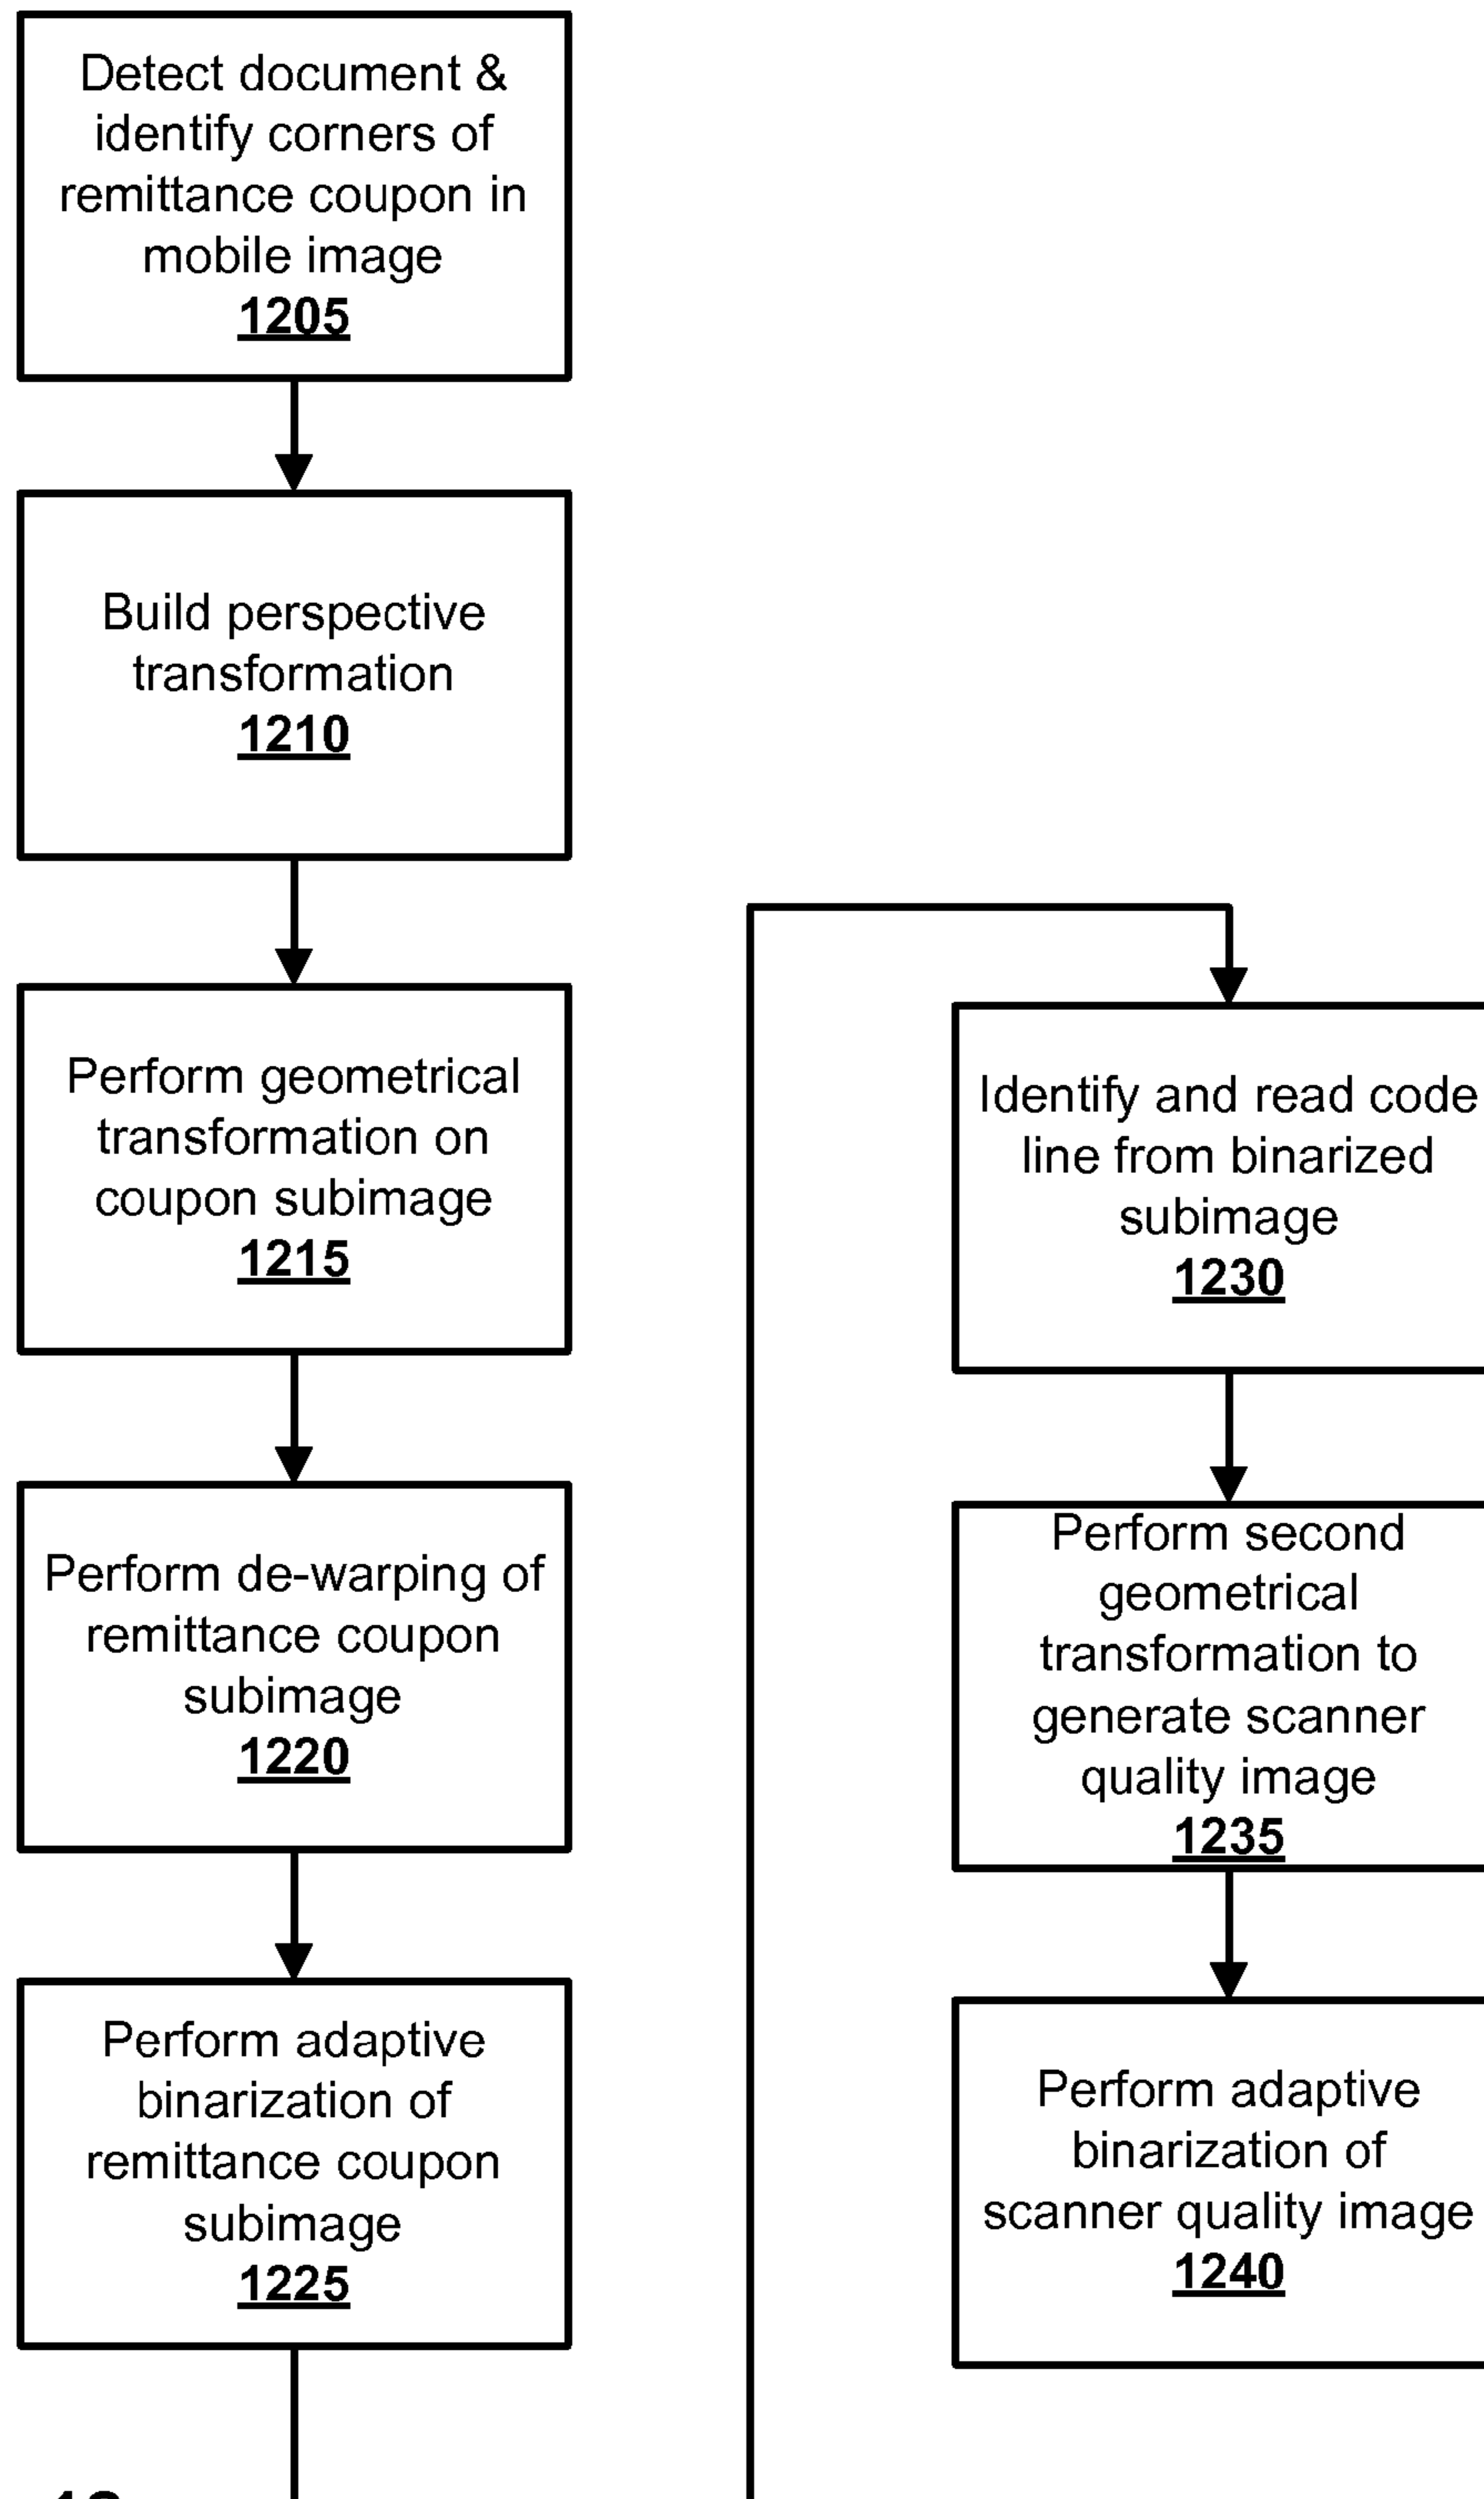 Detect document &
identify corners of
remittance coupon in
mobile image
1205
Build perspective
transformation
1210
Perform geometrical
transformation on
coupon subimage
1215
Perform de-warping of
remittance coupon
subimage
1220
Perform adaptive
binarization of
remittance coupon
subimage
1225
Identify and read code
line from binarized
subimage
1230
Perform second
geometrical
transformation to
generate scanner
quality image
1235
Perform adaptive
binarization of
scanner quality image
1240